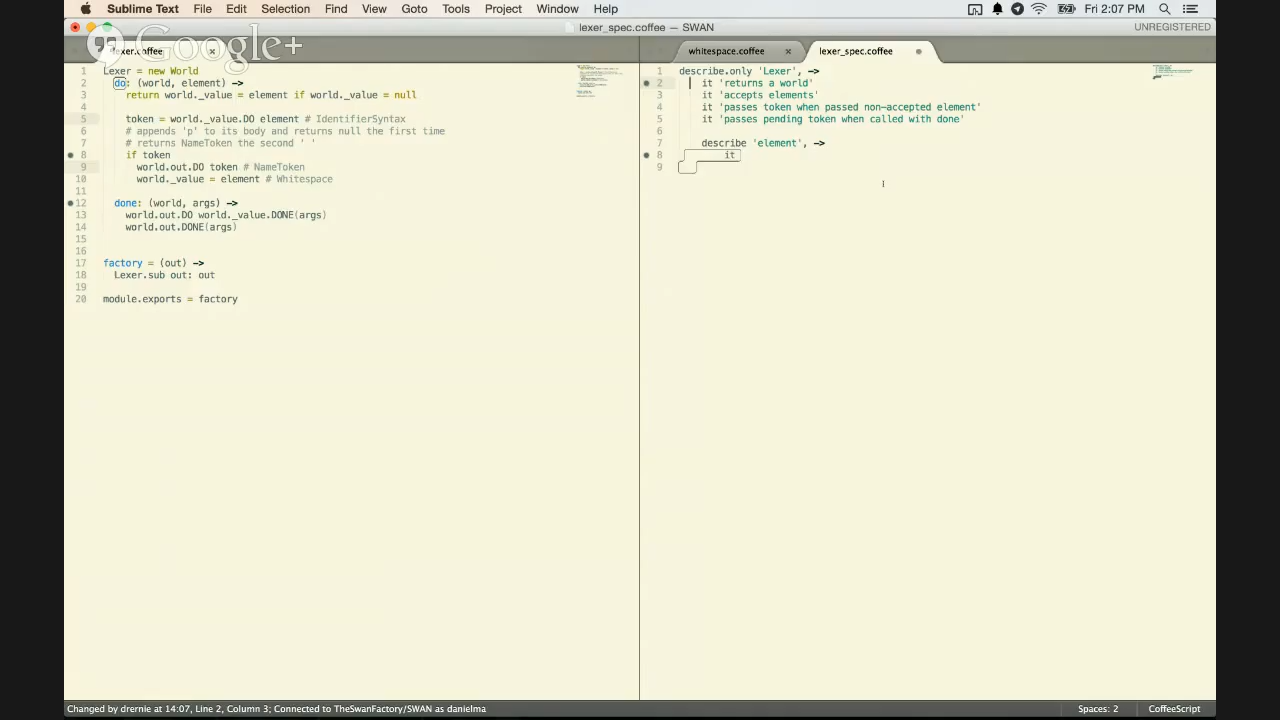 Sublime Text File Edit Selection Find View Goto Tools Project Window Help Fri 2:07 PM
lexer_spec.coffee — SWAN UNREGISTERED
Google+
lexer.coffee × whitespace.coffee × lexer_spec.coffee
1 Lexer = new World
2 do: (world, element) ->
3 return world._value = element if world._value = null
4
5 token = world._value.DO element # IdentifierSyntax
6 # appends 'p' to its body and returns null the first time
7 # returns NameToken the second ' '
8 if token
9 world.out.DO token # NameToken
10 world._value = element # Whitespace
11
12 done: (world, args) ->
13 world.out.DO world._value.DONE(args)
14 world.out.DONE(args)
15
16
17 factory = (out) ->
18 Lexer.sub out: out
19
20 module.exports = factory
1 describe.only 'Lexer', ->
2 it 'returns a world'
3 it 'accepts elements'
4 it 'passes token when passed non-accepted element'
5 it 'passes pending token when called with done'
6
7 describe 'element', ->
8 it
9
Changed by drernie at 14:07, Line 2, Column 3; Connected to TheSwanFactory/SWAN as danielma Spaces: 2 CoffeeScript